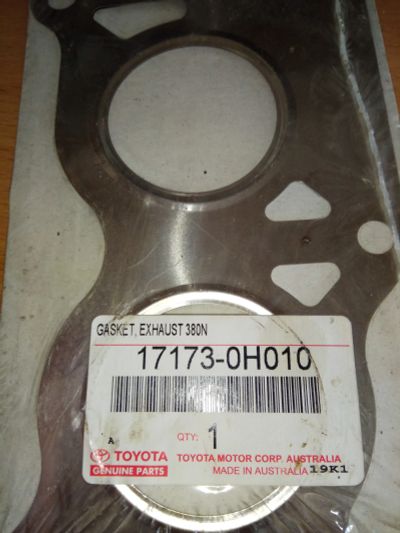 GASKET, EXHAUST 380N
17173-0H010
A
QTY: 1
TOYOTA
GENUINE PARTS
TOYOTA MOTOR CORP. AUSTRALIA
MADE IN AUSTRALIA 19K1